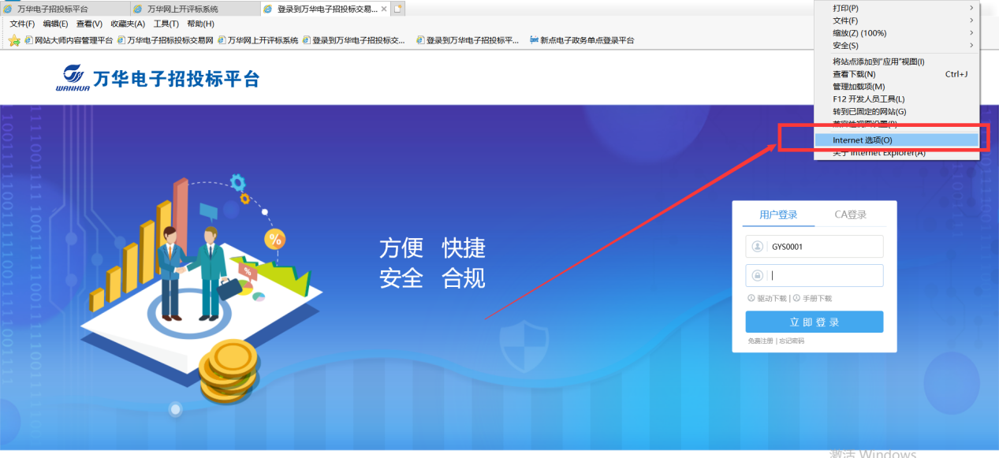 万华电子招投标平台
万华网上开评标系统
登录到万华电子招投标交易...
文件(F) 编辑(E) 查看(V) 收藏夹(A) 工具(T) 帮助(H)
网站大师内容管理平台 万华电子招标投标交易网 万华网上开评标系统 登录到万华电子招投标交... 登录到万华电子招投标平... 新点电子政务单点登录平台
WANHUA 万华电子招投标平台
打印(P)
文件(F)
缩放(Z) (100%)
安全(S)
将站点添加到“应用”视图(I)
查看下载(N) Ctrl+J
管理加载项(M)
F12 开发人员工具(L)
转到已固定的网站(G)
兼容性视图设置(B)
Internet 选项(O)
关于 Internet Explorer(A)
方便 快捷
安全 合规
%
%
用户登录 CA登录
GYS0001
驱动下载 | 手册下载
立即登录
免费注册 | 忘记密码
激活 Windows